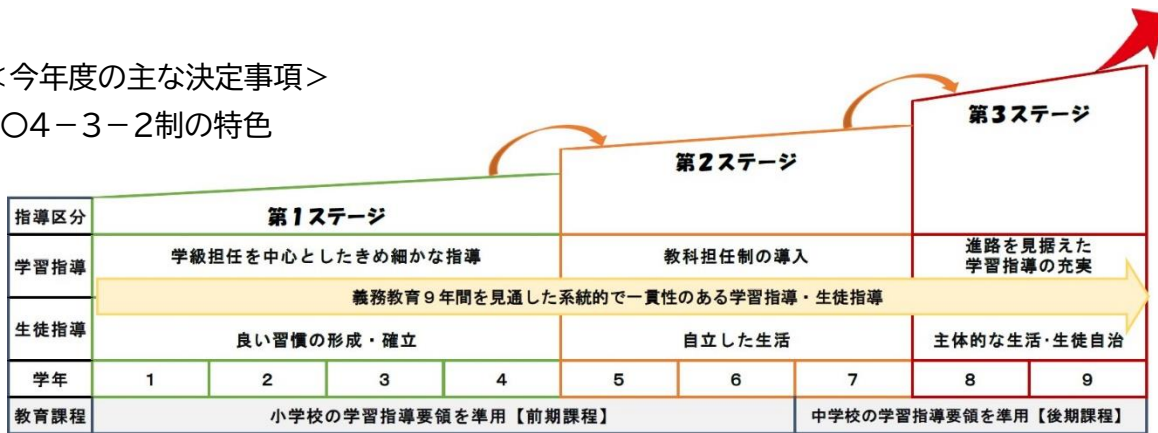 <今年度の主な決定事項>
〇4－3－2制の特色
指導区分
第1ステージ
第2ステージ
第3ステージ
学習指導
学級担任を中心としたきめ細かな指導
教科担任制の導入
進路を見据えた
学習指導の充実
義務教育9年間を見通した系統的で一貫性のある学習指導・生徒指導
生徒指導
良い習慣の形成・確立
自立した生活
主体的な生活・生徒自治
学年 1 2 3 4 5 6 7 8 9
教育課程
小学校の学習指導要領を準用【前期課程】
中学校の学習指導要領を準用【後期課程】